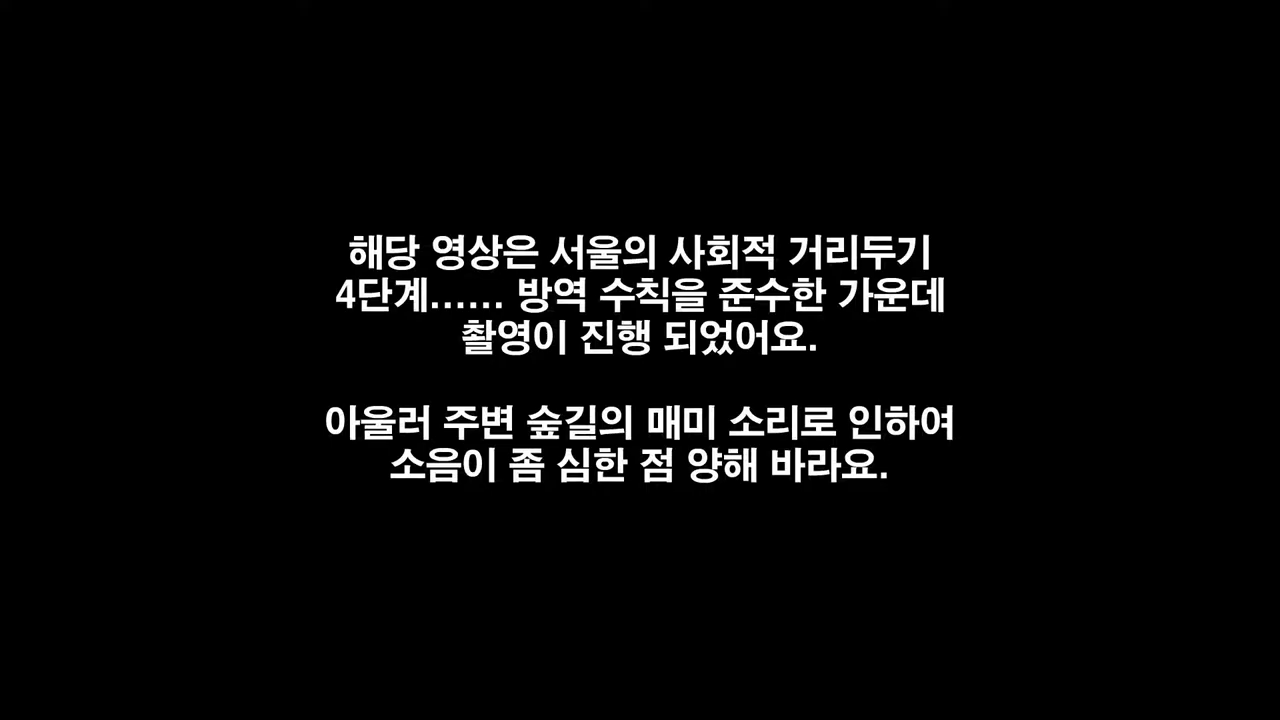 해당 영상은 서울의 사회적 거리두기
4단계...... 방역 수칙을 준수한 가운데
촬영이 진행 되었어요.
아울러 주변 숲길의 매미 소리로 인하여
소음이 좀 심한 점 양해 바라요.